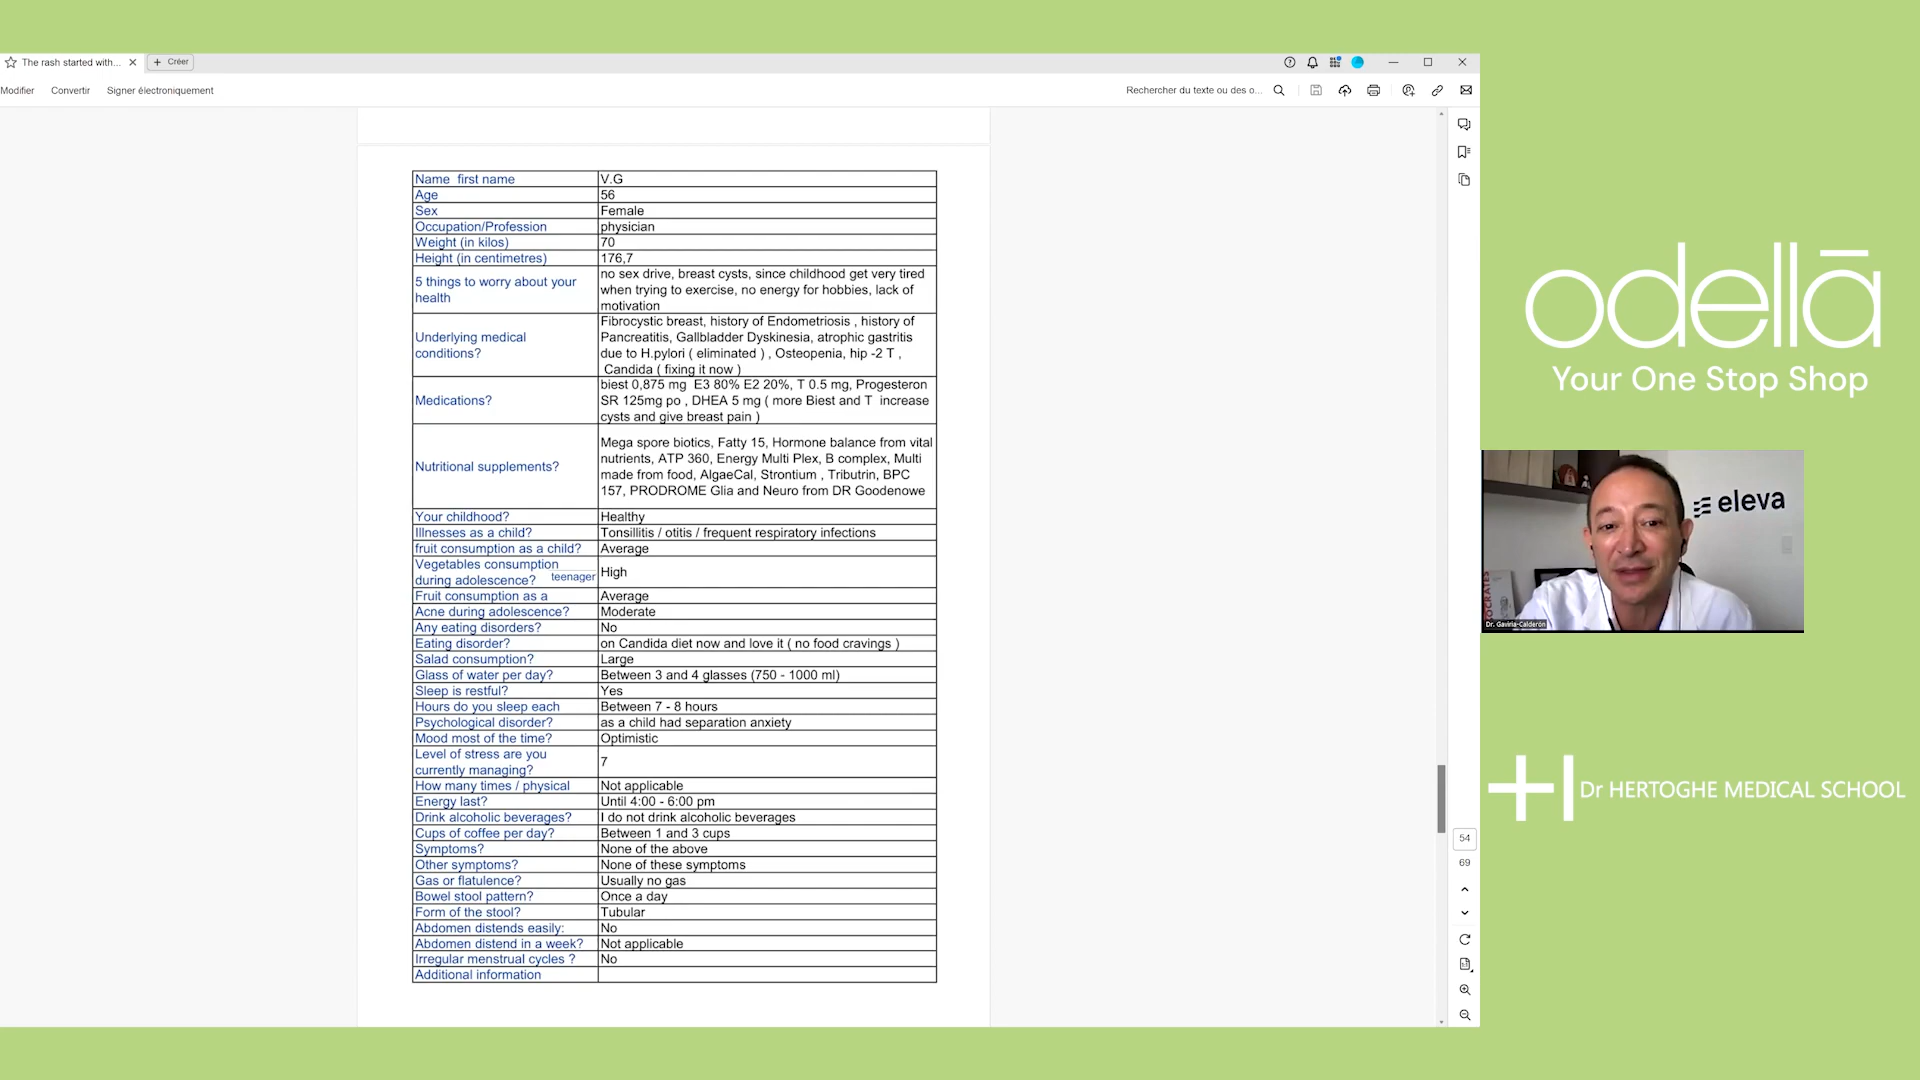 The rash started with...
Créer
Modifier Convertir Signer électroniquement
Rechercher du texte ou des o...
Name first name V.G
Age 56
Sex Female
Occupation/Profession physician
Weight (in kilos) 70
Height (in centimetres) 176,7
5 things to worry about your
health
no sex drive, breast cysts, since childhood get very tired
when trying to exercise, no energy for hobbies, lack of
motivation
Underlying medical
conditions?
Fibrocystic breast, history of Endometriosis , history of
Pancreatitis, Gallbladder Dyskinesia, atrophic gastritis
due to H.pylori ( eliminated ) , Osteopenia, hip -2 T ,
Candida ( fixing it now )
Medications?
biest 0,875 mg E3 80% E2 20%, T 0.5 mg, Progesteron
SR 125mg po , DHEA 5 mg ( more Biest and T increase
cysts and give breast pain )
Nutritional supplements?
Mega spore biotics, Fatty 15, Hormone balance from vital
nutrients, ATP 360, Energy Multi Plex, B complex, Multi
made from food, AlgaeCal, Strontium , Tributrin, BPC
157, PRODROME Glia and Neuro from DR Goodenowe
Your childhood? Healthy
Illnesses as a child? Tonsillitis / otitis / frequent respiratory infections
fruit consumption as a child? Average
Vegetables consumption
during adolescence? teenager
High
Fruit consumption as a Average
Acne during adolescence? Moderate
Any eating disorders? No
Eating disorder? on Candida diet now and love it ( no food cravings )
Salad consumption? Large
Glass of water per day? Between 3 and 4 glasses (750 - 1000 ml)
Sleep is restful? Yes
Hours do you sleep each Between 7 - 8 hours
Psychological disorder? as a child had separation anxiety
Mood most of the time? Optimistic
Level of stress are you
currently managing?
7
How many times / physical Not applicable
Energy last? Until 4:00 - 6:00 pm
Drink alcoholic beverages? I do not drink alcoholic beverages
Cups of coffee per day? Between 1 and 3 cups
Symptoms? None of the above
Other symptoms? None of these symptoms
Gas or flatulence? Usually no gas
Bowel stool pattern? Once a day
Form of the stool? Tubular
Abdomen distends easily: No
Abdomen distend in a week? Not applicable
Irregular menstrual cycles ? No
Additional information
54
69
odellā
Your One Stop Shop
eleva
OCRATES
Dr. Gaviria-Calderón
Dr HERTOGHE MEDICAL SCHOOL